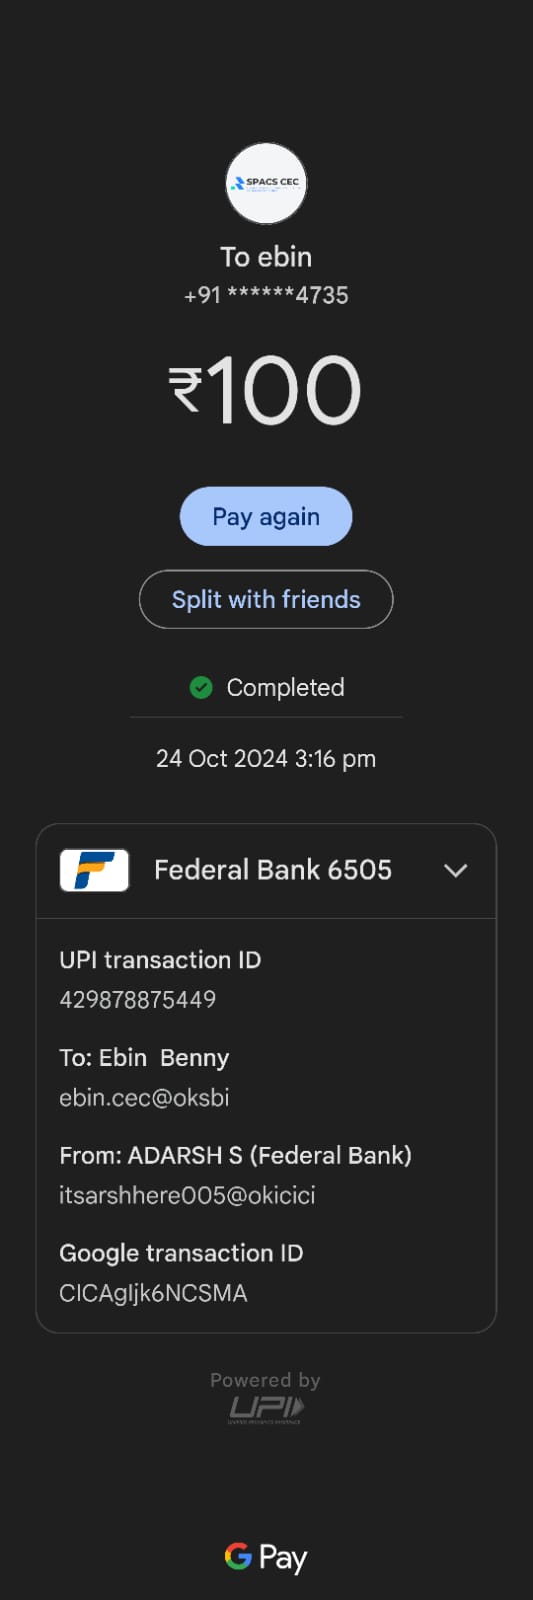 SPACS CEC
To ebin
+91 ******4735
₹100
Pay again
Split with friends
Completed
24 Oct 2024 3:16 pm
Federal Bank 6505
UPI transaction ID
429878875449
To: Ebin  Benny
ebin.cec@oksbi
From: ADARSH S (Federal Bank)
itsarshhere005@okicici
Google transaction ID
CICAgIjk6NCSMA
Powered by
UPI
G Pay